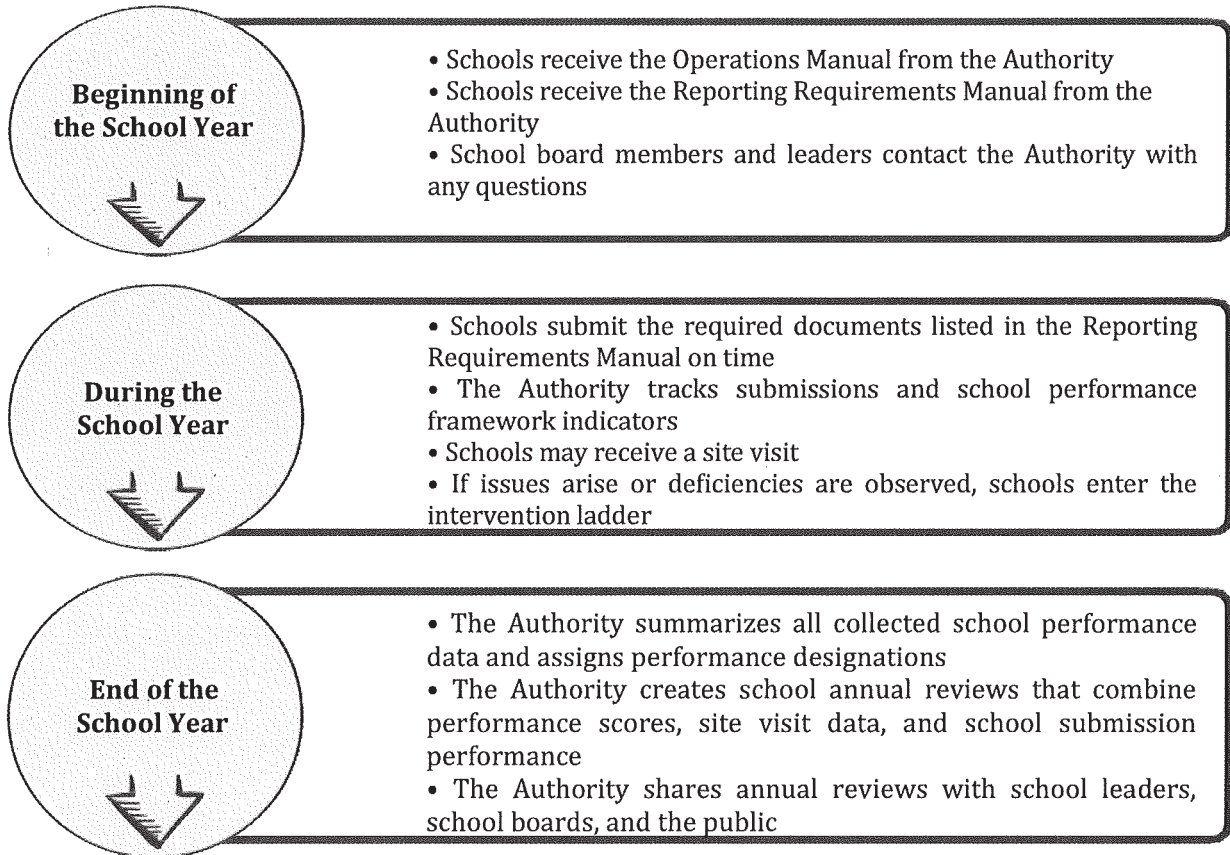 Beginning of
the School Year
• Schools receive the Operations Manual from the Authority
• Schools receive the Reporting Requirements Manual from the
Authority
• School board members and leaders contact the Authority with
any questions
During the
School Year
• Schools submit the required documents listed in the Reporting
Requirements Manual on time
• The Authority tracks submissions and school performance
framework indicators
• Schools may receive a site visit
• If issues arise or deficiencies are observed, schools enter the
intervention ladder
End of the
School Year
• The Authority summarizes all collected school performance
data and assigns performance designations
• The Authority creates school annual reviews that combine
performance scores, site visit data, and school submission
performance
• The Authority shares annual reviews with school leaders,
school boards, and the public